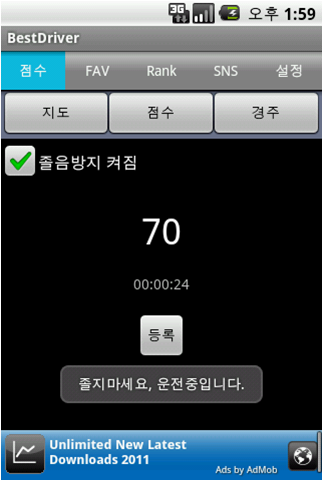 3G 오후 1:59
BestDriver
점수 FAV Rank SNS 설정
지도 점수 경주
졸음방지 켜짐
70
00:00:24
등록
졸지마세요, 운전중입니다.
Unlimited New Latest
Downloads 2011
Ads by AdMob